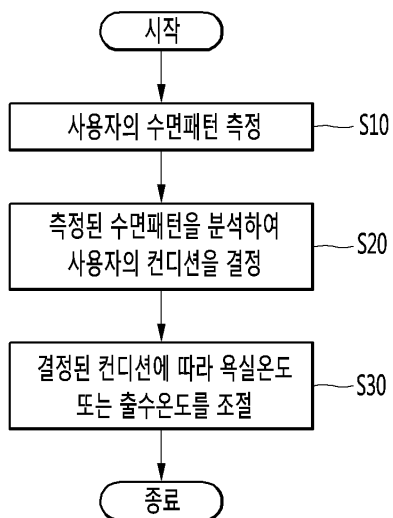 시작
사용자의 수면패턴 측정
S10
측정된 수면패턴을 분석하여
사용자의 컨디션을 결정
S20
결정된 컨디션에 따라 욕실온도
또는 출수온도를 조절
S30
종료